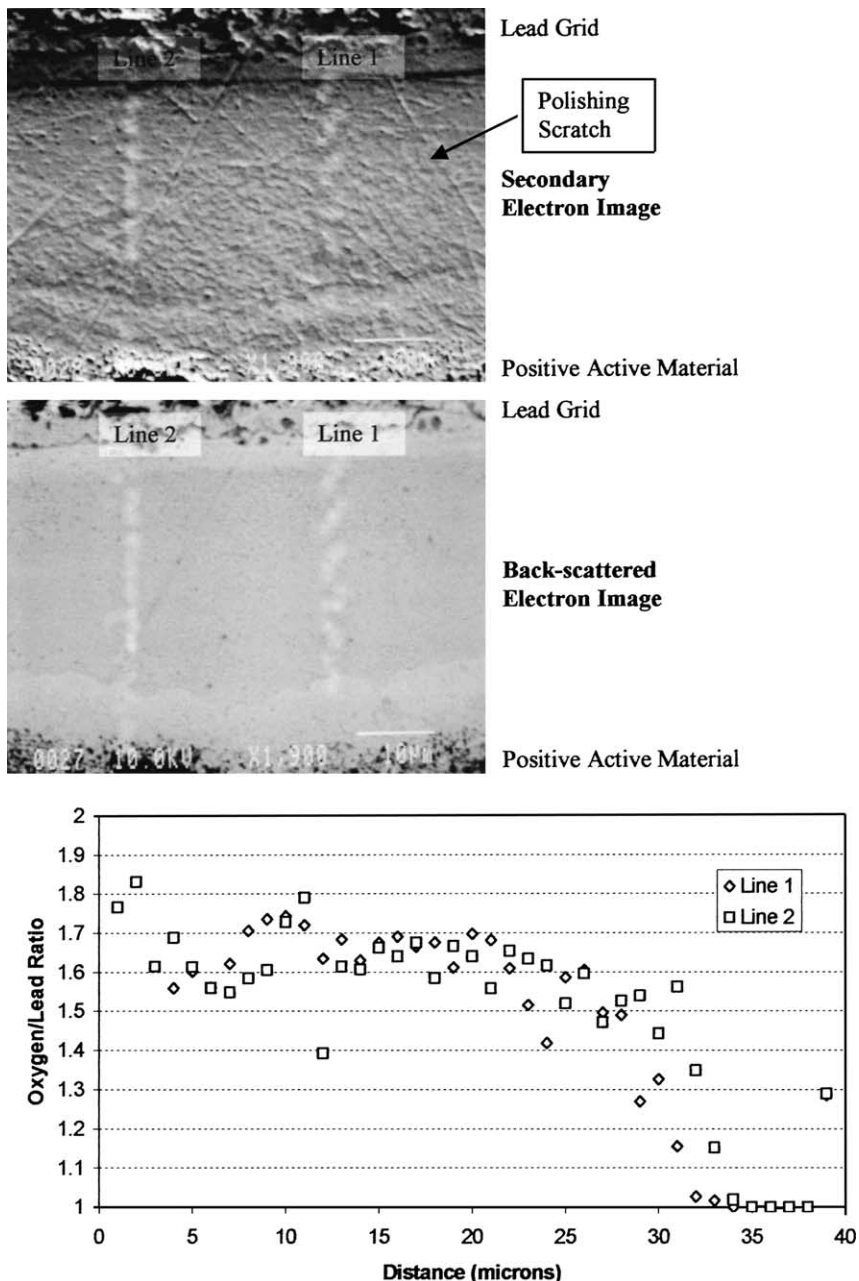 Lead Grid
Line 2
Line 1
Polishing
Scratch
Secondary
Electron Image
Positive Active Material
Lead Grid
Line 2
Line 1
Back-scattered
Electron Image
0027 10.0KV X1,900 10µm
Positive Active Material
2
1.9
1.8
1.7
1.6
1.5
1.4
1.3
1.2
1.1
1
Oxygen/Lead Ratio
Line 1
Line 2
0 5 10 15 20 25 30 35 40
Distance (microns)